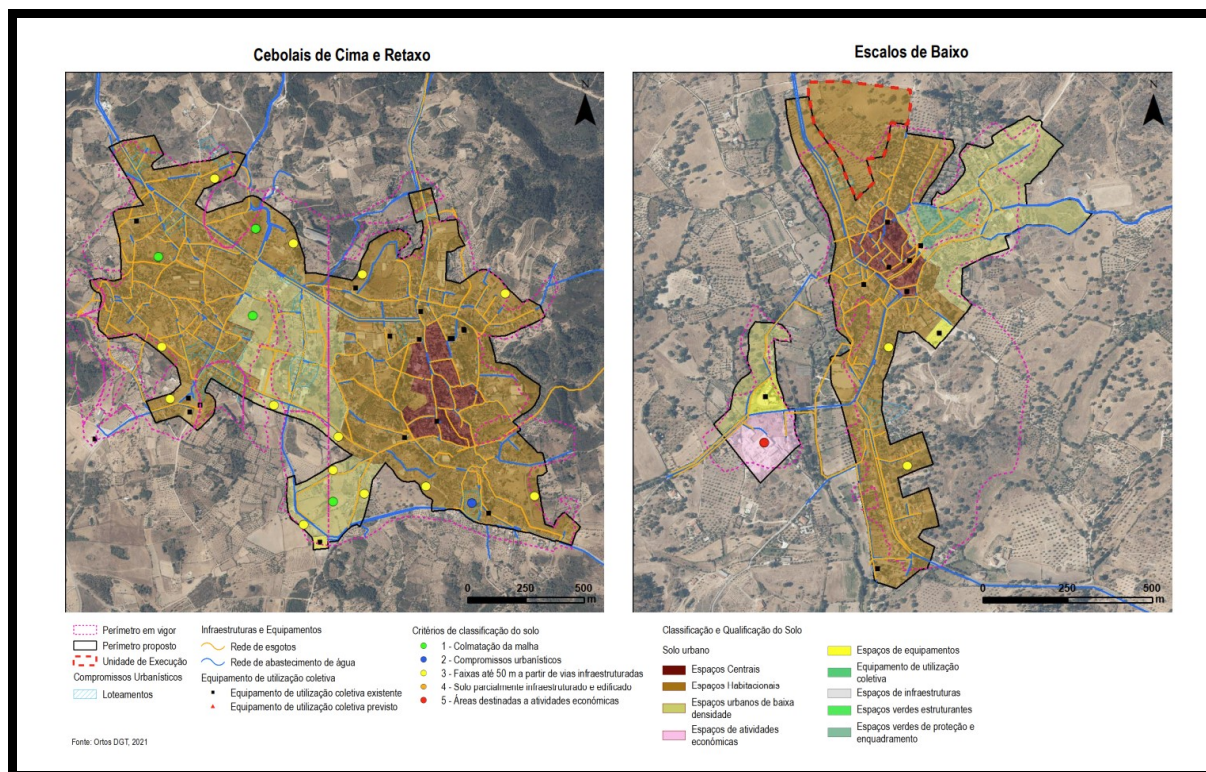 Cebolais de Cima e Retaxo
Escalos de Baixo
N
N
0 250 500
m
0 250 500
m
Perímetro em vigor
Perímetro proposto
Unidade de Execução
Compromissos Urbanísticos
Loteamentos
Infraestruturas e Equipamentos
Rede de esgotos
Rede de abastecimento de água
Equipamento de utilização coletiva
Equipamento de utilização coletiva existente
Equipamento de utilização coletiva previsto
Critérios de classificação do solo
1 - Colmatação da malha
2 - Compromissos urbanísticos
3 - Faixas até 50 m a partir de vias infraestruturadas
4 - Solo parcialmente infraestruturado e edificado
5 - Áreas destinadas a atividades económicas
Classificação e Qualificação do Solo
Solo urbano
Espaços Centrais
Espaços Habitacionais
Espaços urbanos de baixa
densidade
Espaços de atividades
económicas
Espaços de equipamentos
Equipamento de utilização
coletiva
Espaços de infraestruturas
Espaços verdes estruturantes
Espaços verdes de proteção e
enquadramento
Fonte: Ortos DGT, 2021